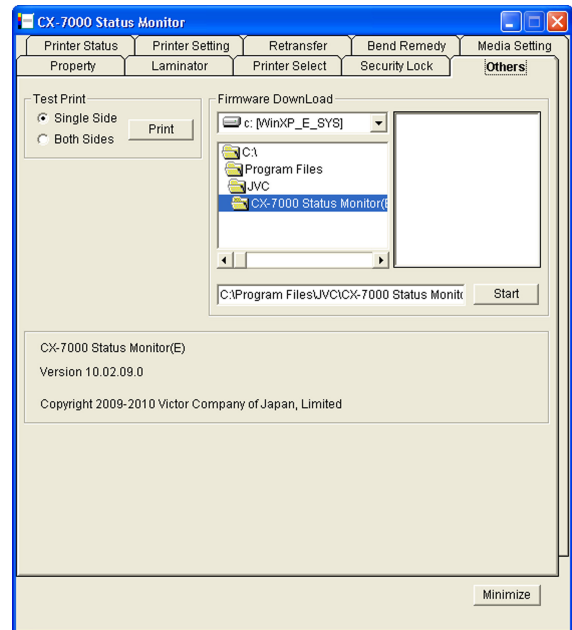 CX-7000 Status Monitor
Printer Status Printer Setting Retransfer Bend Remedy Media Setting
Property Laminator Printer Select Security Lock Others
Test Print
Single Side
Both Sides
Print
Firmware DownLoad
c: [WinXP_E_SYS]
C:\
Program Files
JVC
CX-7000 Status Monitor(E
C:\Program Files\JVC\CX-7000 Status Monitc
Start
CX-7000 Status Monitor(E)
Version 10.02.09.0
Copyright 2009-2010 Victor Company of Japan, Limited
Minimize